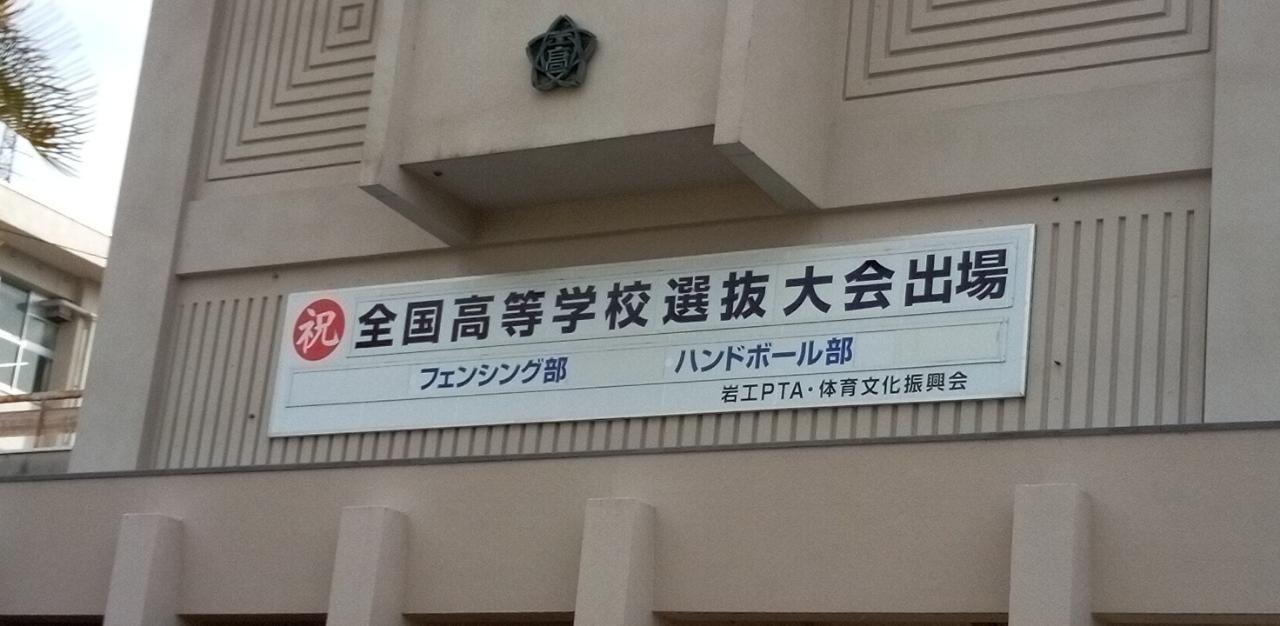 工高
祝 全国高等学校選抜大会出場
フェンシング部 ハンドボール部
岩工PTA・体育文化振興会